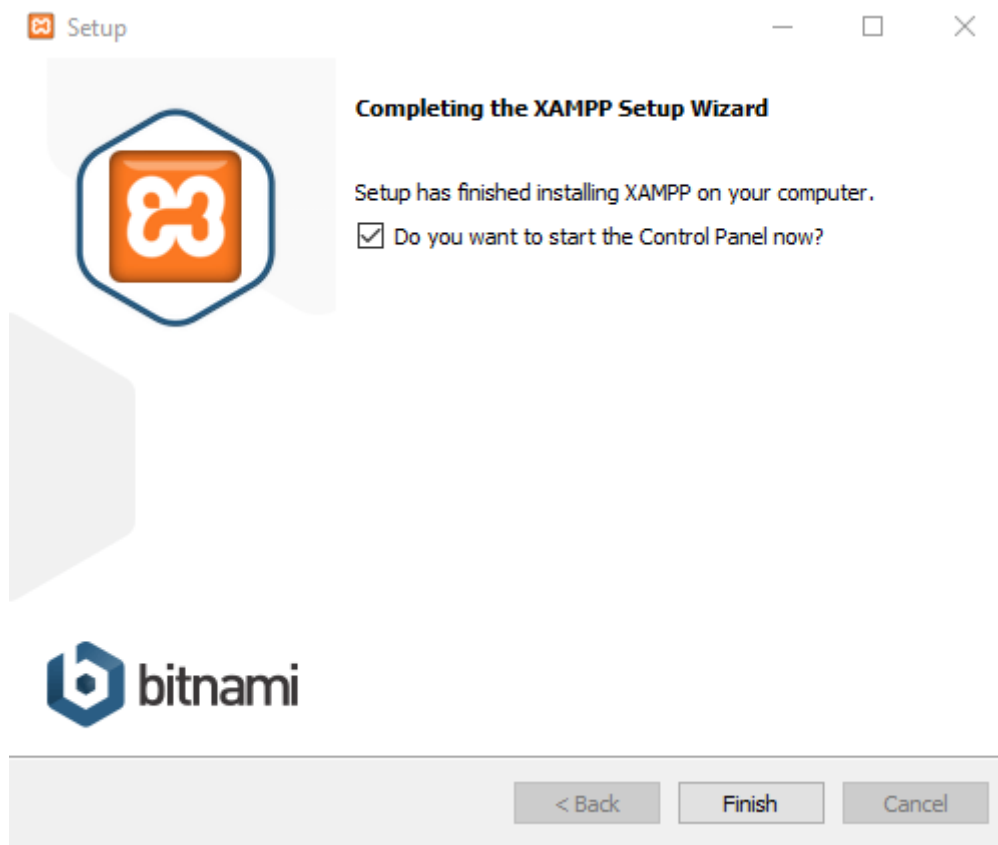 Setup
Completing the XAMPP Setup Wizard
Setup has finished installing XAMPP on your computer.
Do you want to start the Control Panel now?
bitnami
< Back
Finish
Cancel